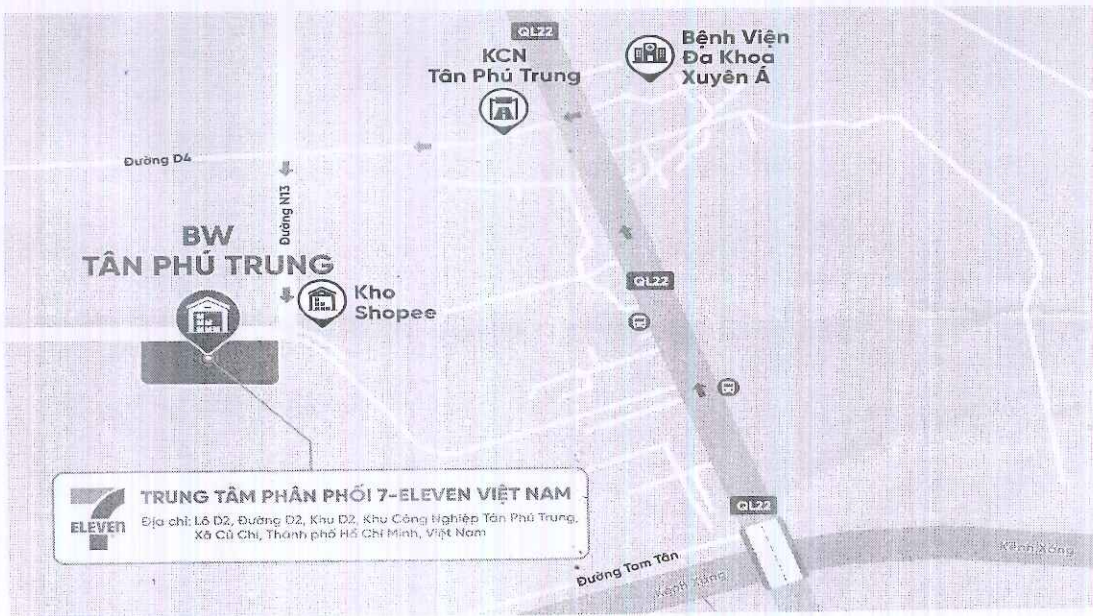 QL22
KCN
Tân Phú Trung
Bệnh Viện
Đa Khoa
Xuyên Á
Đường D4
Đường N13
BW
TÂN PHÚ TRUNG
Kho
Shopee
QL22
7
ELEVEN
TRUNG TÂM PHÂN PHỐI 7-ELEVEN VIỆT NAM
Địa chỉ: Lô D2, Đường D2, Khu D2, Khu Công Nghiệp Tân Phú Trung,
Xã Củ Chi, Thành phố Hồ Chí Minh, Việt Nam
QL22
Đường Tam Tân
Kênh Xáng
Kênh Xáng